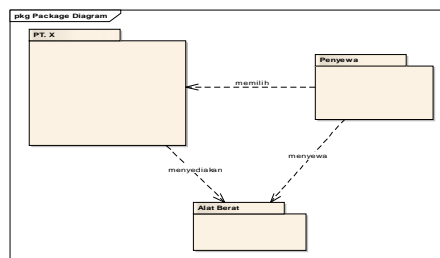 pkg Package Diagram
PT. X
Penyewa
memilih
menyewa
menyediakan
Alat Berat